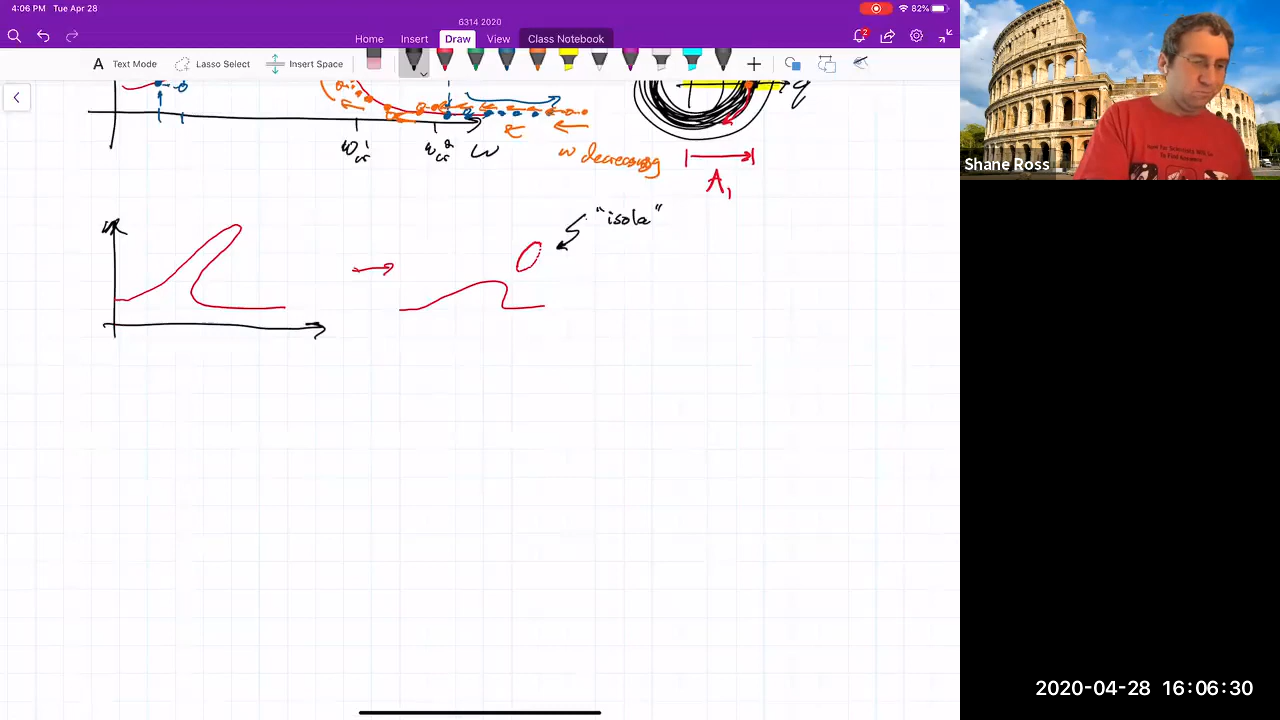 4:06 PM Tue Apr 28
82%
6314 2020
Home Insert Draw View Class Notebook
2
A Text Mode Lasso Select Insert Space
q
ω
ω decreasing
A₁
"isola"
Shane Ross
2020-04-28 16:06:30